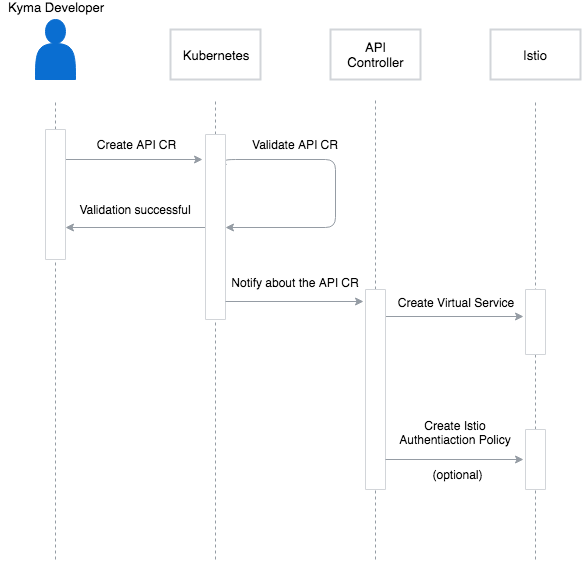 Kyma Developer
Kubernetes
API
Controller
Istio
Create API CR
Validate API CR
Validation successful
Notify about the API CR
Create Virtual Service
Create Istio
Authentiaction Policy
(optional)